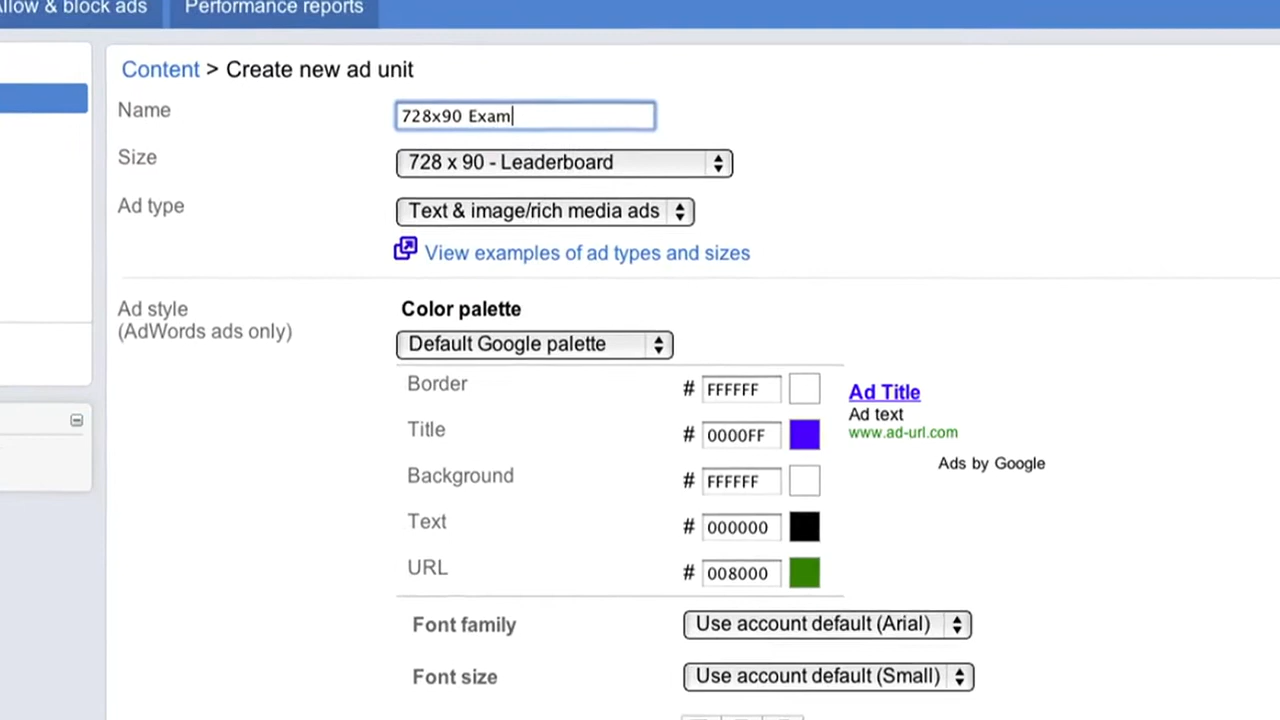 Allow & block ads
Performance reports
Content > Create new ad unit
Name
728x90 Exam
Size
728 x 90 - Leaderboard
Ad type
Text & image/rich media ads
View examples of ad types and sizes
Ad style
(AdWords ads only)
Color palette
Default Google palette
Border
# FFFFFF
Title
# 0000FF
Background
# FFFFFF
Text
# 000000
URL
# 008000
Ad Title
Ad text
www.ad-url.com
Ads by Google
Font family
Use account default (Arial)
Font size
Use account default (Small)